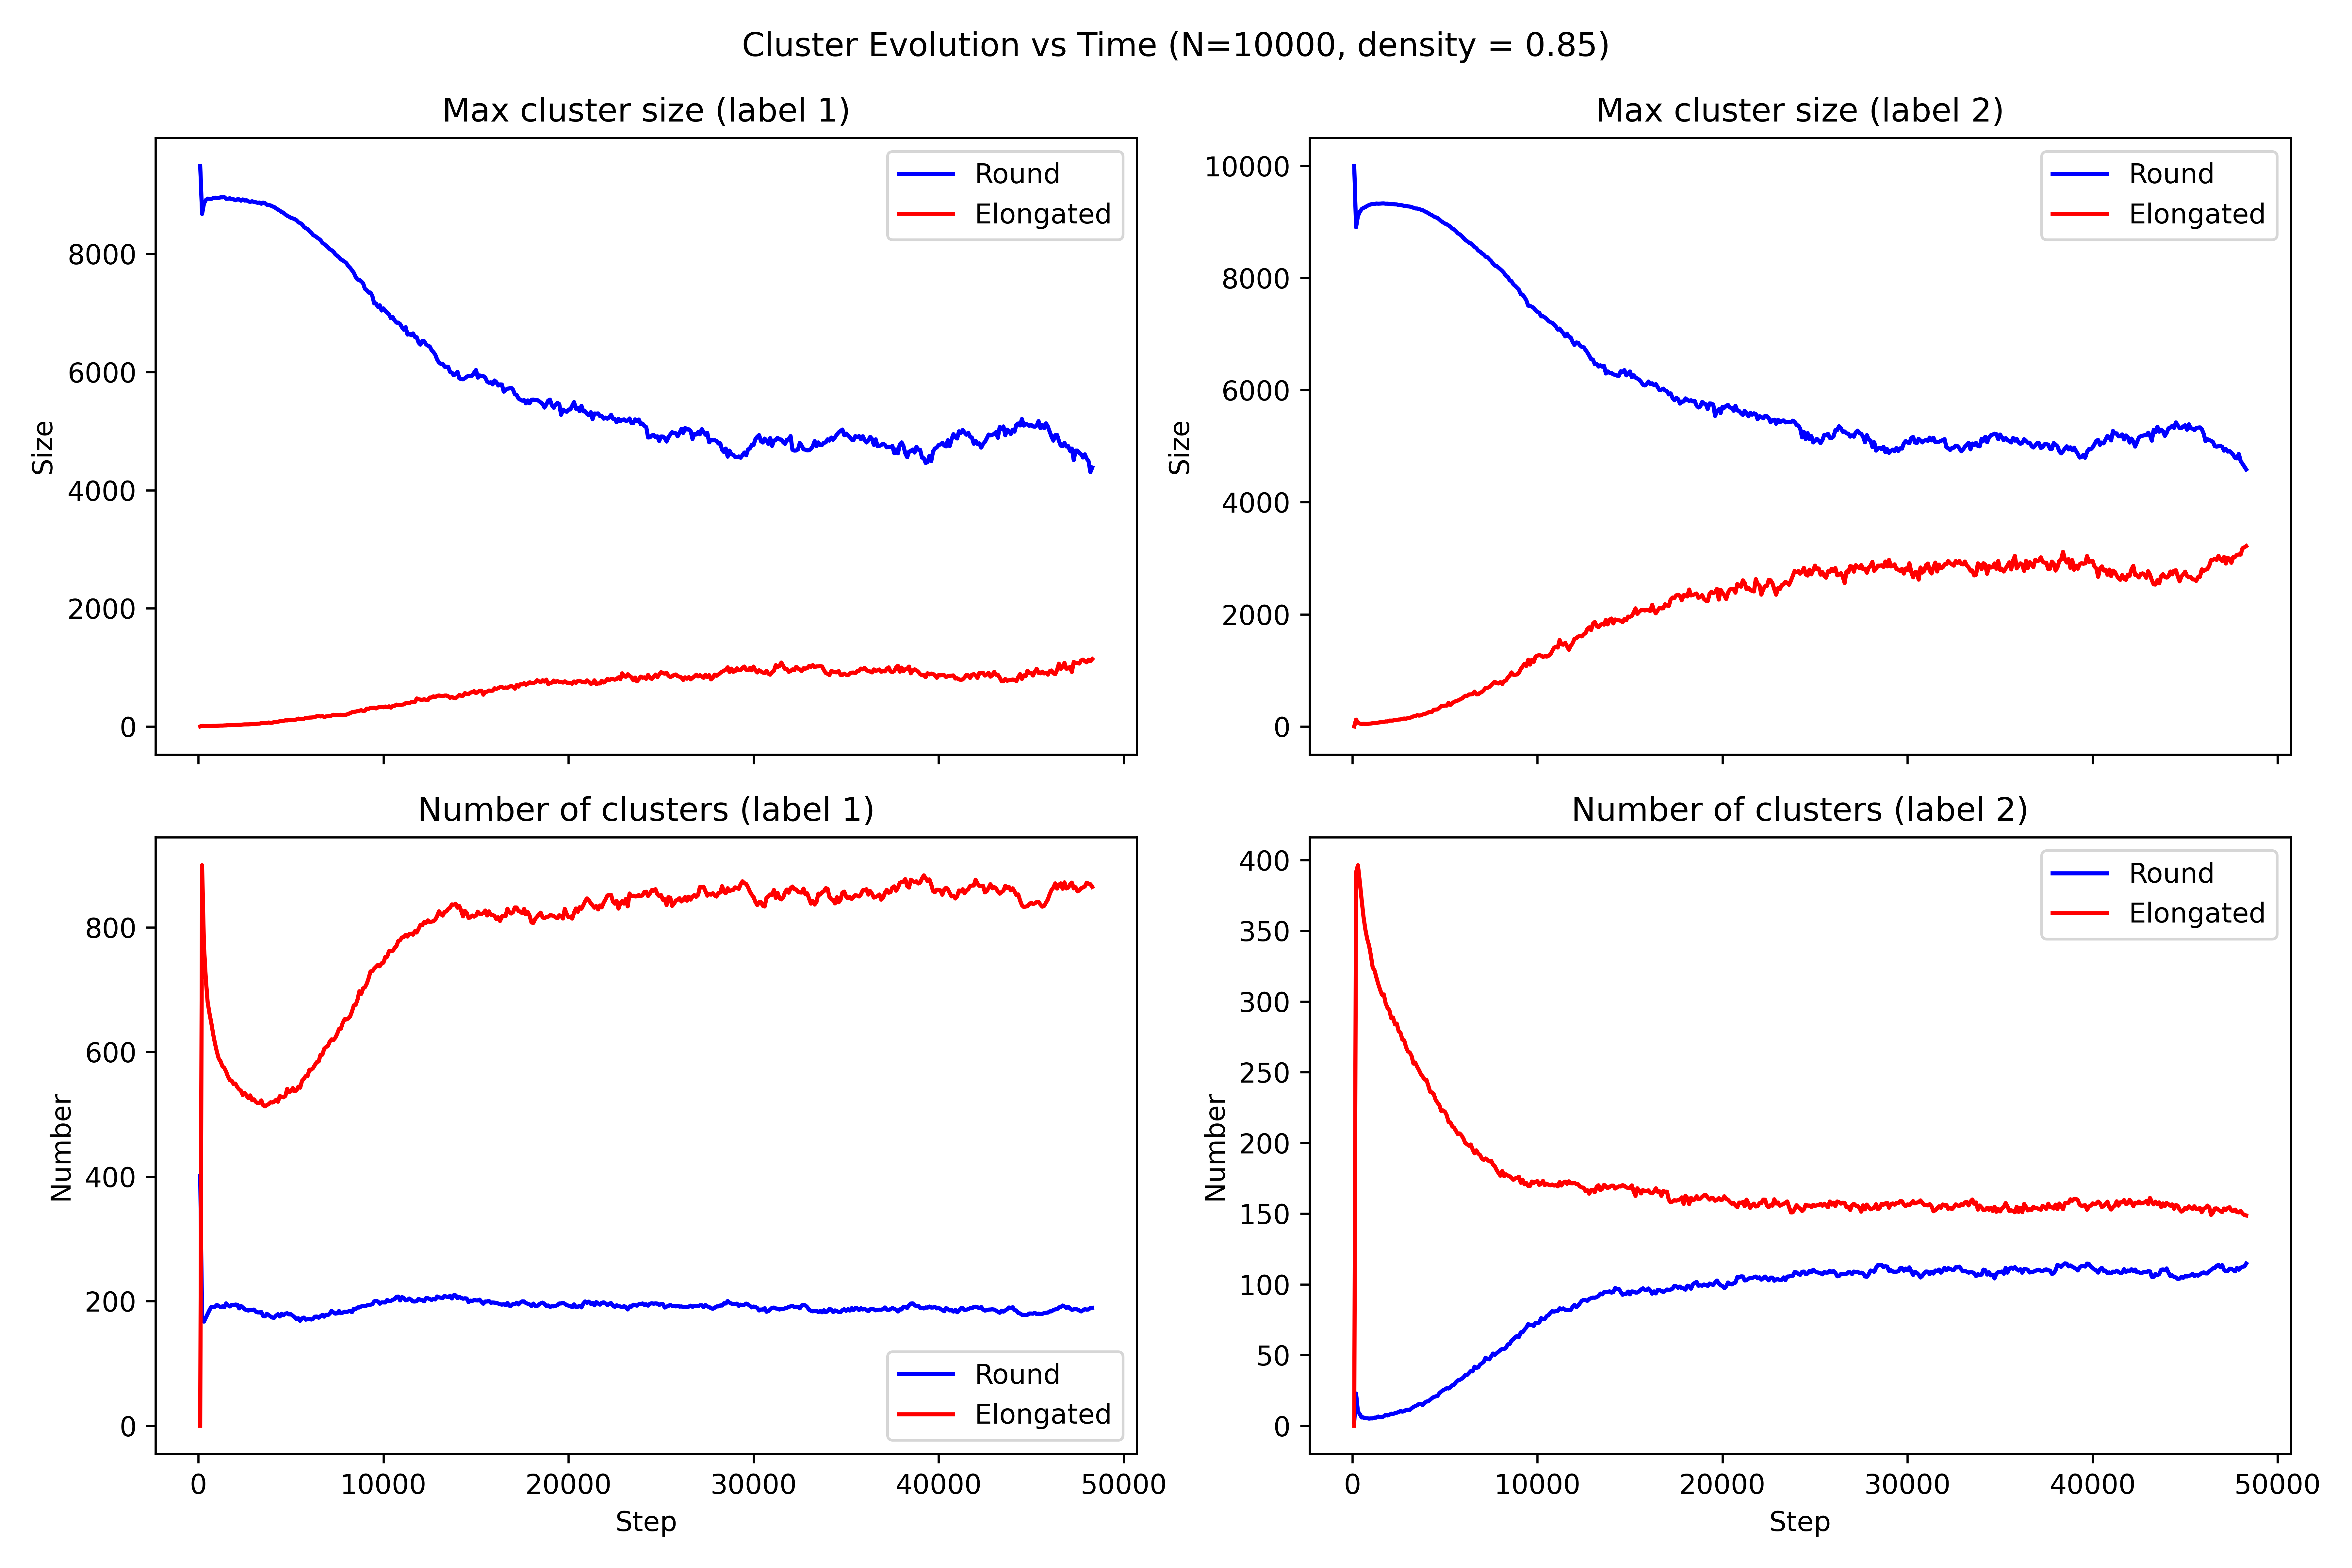 Cluster Evolution vs Time (N=10000, density = 0.85)
Max cluster size (label 1)
Size
8000
6000
4000
2000
0
Round
Elongated
Max cluster size (label 2)
Size
10000
8000
6000
4000
2000
0
Round
Elongated
Number of clusters (label 1)
Number
800
600
400
200
0
Round
Elongated
0 10000 20000 30000 40000 50000
Step
Number of clusters (label 2)
Number
400
350
300
250
200
150
100
50
0
Round
Elongated
0 10000 20000 30000 40000 50000
Step